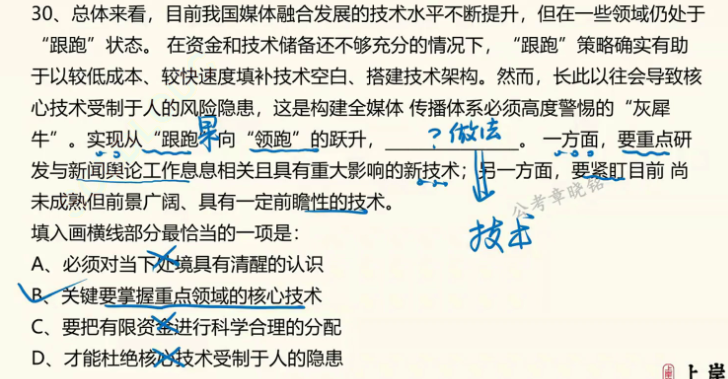 30、总体来看，目前我国媒体融合发展的技术水平不断提升，但在一些领域仍处于
“跟跑”状态。 在资金和技术储备还不够充分的情况下， “跟跑”策略确实有助
于以较低成本、较快速度填补技术空白、搭建技术架构。然而，长此以往会导致核
心技术受制于人的风险隐患，这是构建全媒体 传播体系必须高度警惕的“灰犀
牛”。实现从“跟跑”向“领跑”的跃升，____________。 一方面，要重点研
果
？做法
发与新闻舆论工作息息相关且具有重大影响的新技术；另一方面，要紧盯目前 尚
未成熟但前景广阔、具有一定前瞻性的技术。
公考章晓铭
技术
填入画横线部分最恰当的一项是：
A、必须对当下处境具有清醒的认识
B、关键要掌握重点领域的核心技术
C、要把有限资金进行科学合理的分配
D、才能杜绝核心技术受制于人的隐患
上岸